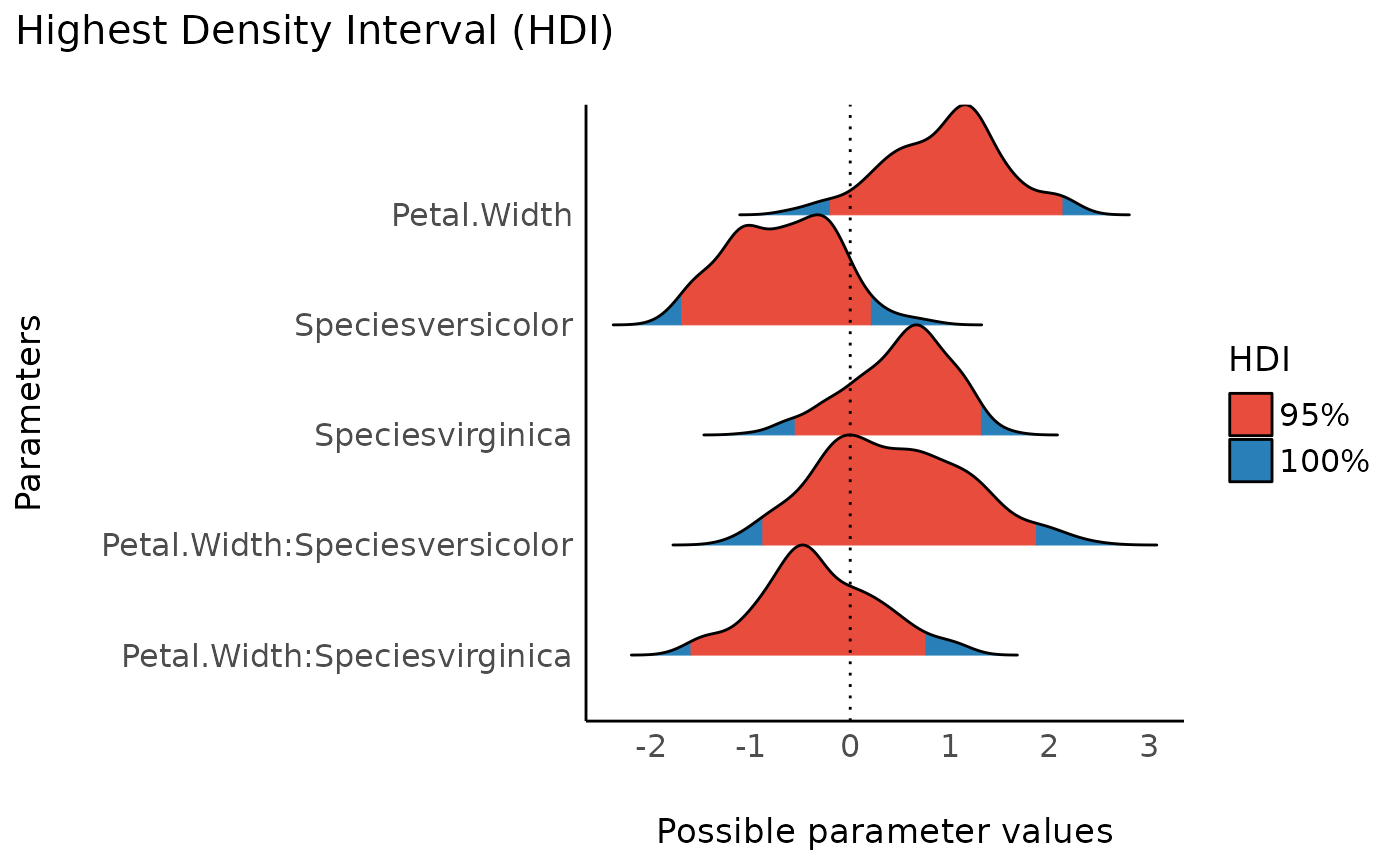 Highest Density Interval (HDI)
Parameters
Petal.Width
Speciesversicolor
Speciesvirginica
Petal.Width:Speciesversicolor
Petal.Width:Speciesvirginica
-2 -1 0 1 2 3
Possible parameter values
HDI
95%
100%